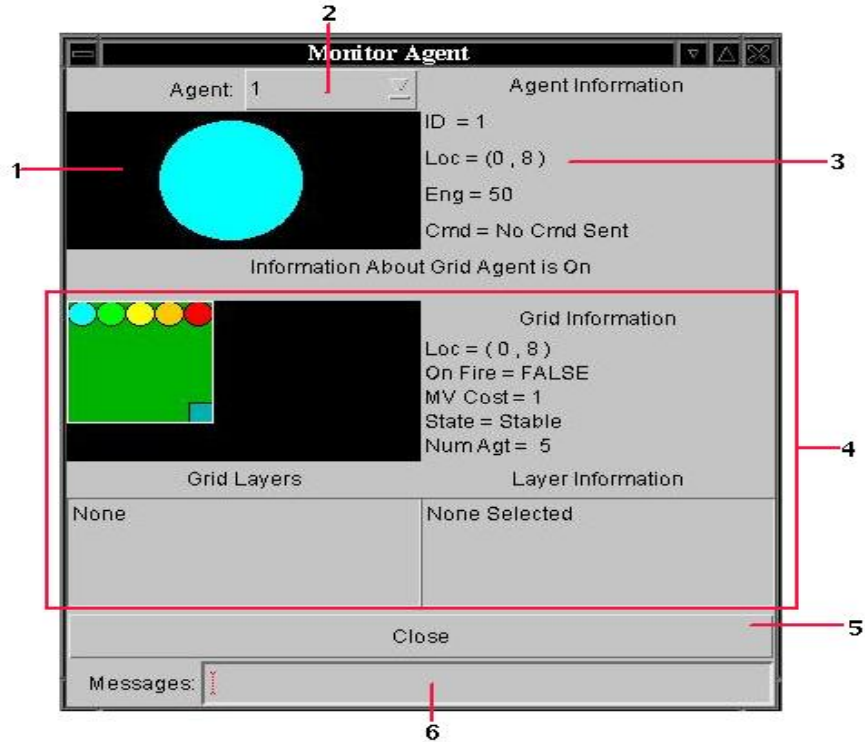 2
Monitor Agent
Agent: 1
Agent Information
ID = 1
1
Loc = (0 , 8 )
3
Eng = 50
Cmd = No Cmd Sent
Information About Grid Agent is On
Grid Information
Loc = ( 0 , 8 )
On Fire = FALSE
MV Cost = 1
State = Stable
Num Agt = 5
4
Grid Layers
Layer Information
None
None Selected
5
Close
Messages:
6